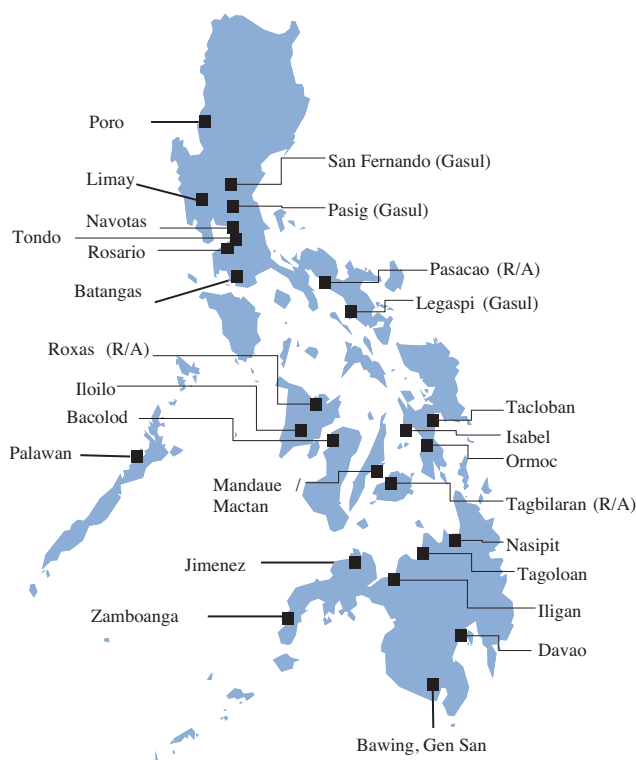 Poro
San Fernando (Gasul)
Limay
Pasig (Gasul)
Navotas
Tondo
Rosario
Pasacao (R/A)
Batangas
Legaspi (Gasul)
Roxas (R/A)
Iloilo
Tacloban
Bacolod
Isabel
Palawan
Ormoc
Mandaue /
Mactan
Tagbilaran (R/A)
Nasipit
Jimenez
Tagoloan
Iligan
Zamboanga
Davao
Bawing, Gen San